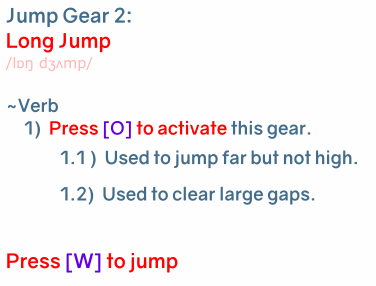 Jump Gear 2:
Long Jump
/lɒŋ dʒʌmp/
~Verb
1) Press [O] to activate this gear.
1.1 ) Used to jump far but not high.
1.2) Used to clear large gaps.
Press [W] to jump